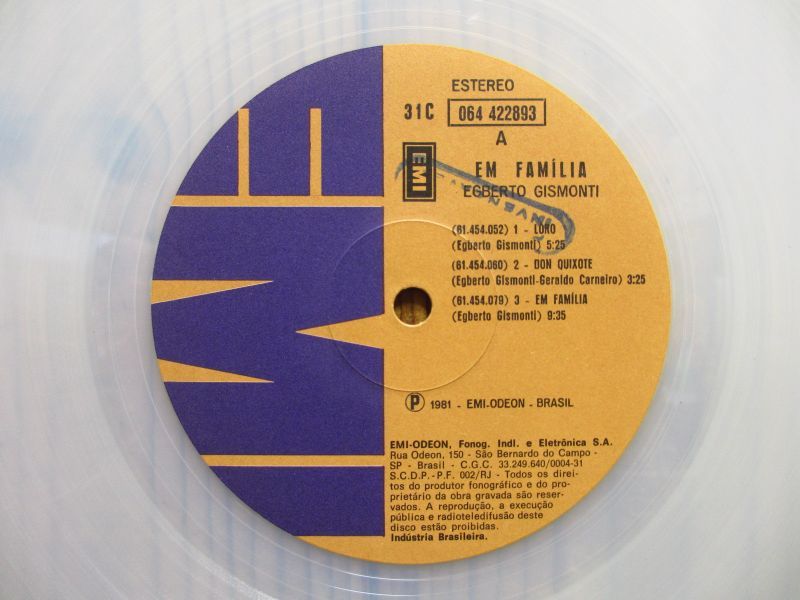 ESTEREO
31C 064 422893
A
EMI
EM FAMÍLIA
EGBERTO GISMONTI
(61.454.052) 1 - LORO
(Egberto Gismonti) 5:25
(61.454.060) 2 - DON QUIXOTE
(Egberto Gismonti-Geraldo Carneiro) 3:25
(61.454.079) 3 - EM FAMÍLIA
(Egberto Gismonti) 9:35
Ⓟ 1981 - EMI-ODEON - BRASIL
EMI-ODEON, Fonog. Indl. e Eletrônica S.A.
Rua Odeon, 150 - São Bernardo do Campo -
SP - Brasil - C.G.C. 33.249.640/0004-31
S.C.D.P.-P.F. 002/RJ - Todos os direi-
tos do produtor fonográfico e do pro-
prietário da obra gravada são reser-
vados. A reprodução, a execução
pública e radioteledifusão deste
disco estão proibidas.
Indústria Brasileira.
EMI